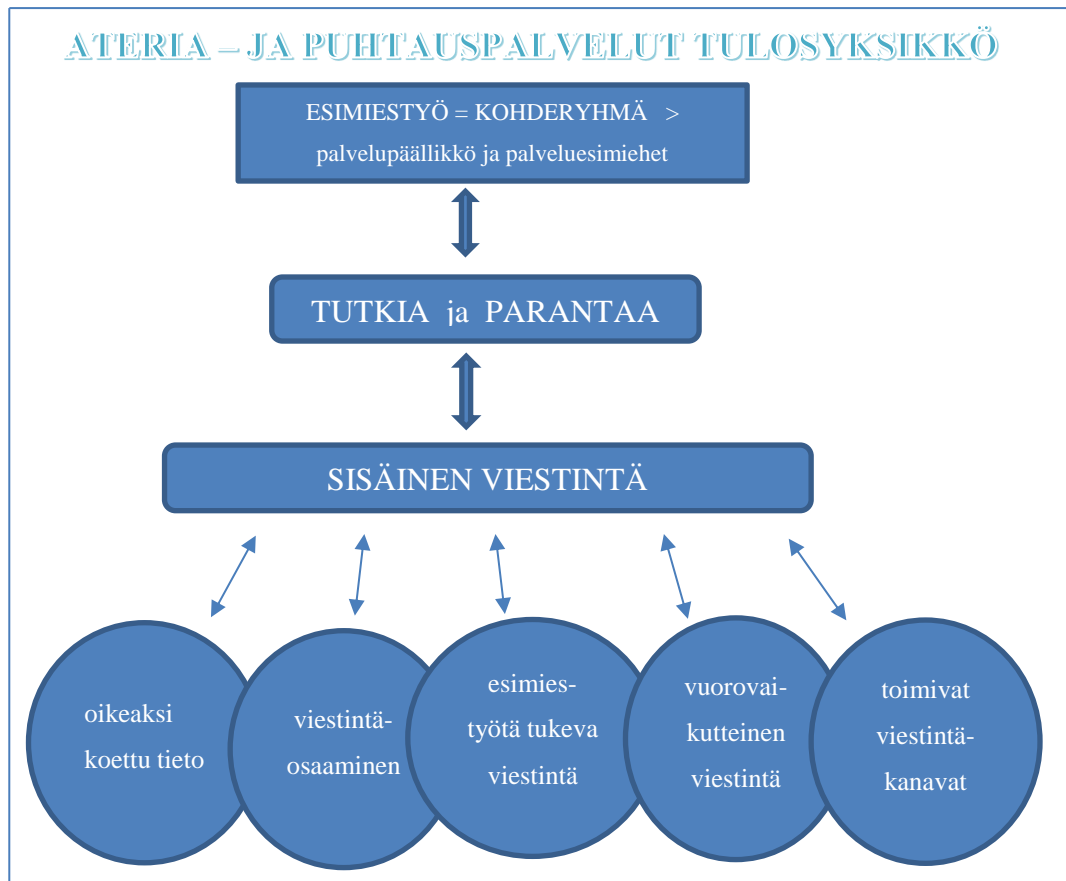 ATERIA – JA PUHTAUSPALVELUT TULOSYKSIKKÖ
ESIMIESTYÖ = KOHDERYHMÄ >
palvelupäällikkö ja palveluesimiehet
TUTKIA ja PARANTAA
SISÄINEN VIESTINTÄ
oikeaksi
koettu tieto
viestintä-
osaaminen
esimies-
työtä tukeva
viestintä
vuorovai-
kutteinen
viestintä
toimivat
viestintä-
kanavat